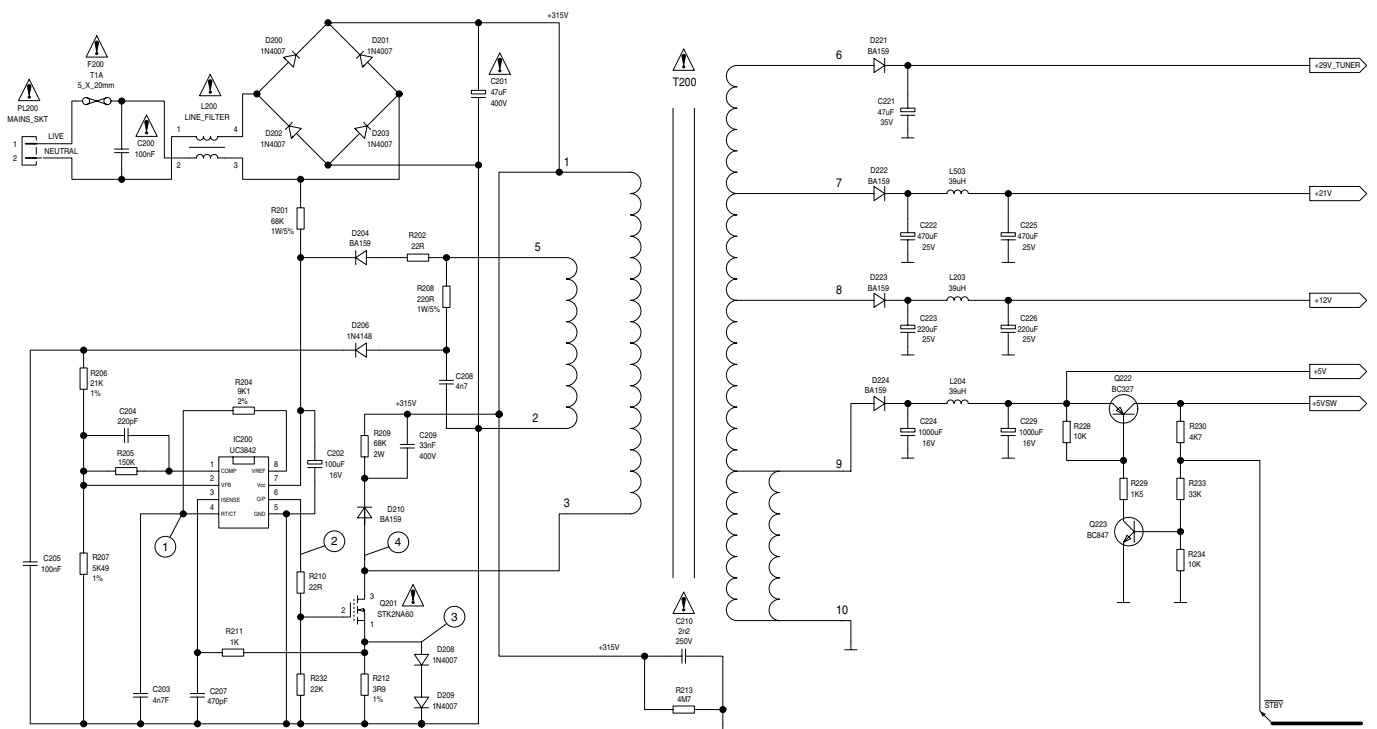 +315V
D200
1N4007
D201
1N4007
F200
T1A
5_X_20mm
PL200
MAINS_SKT
L200
LINE_FILTER
C201
47uF
400V
LIVE
NEUTRAL
1
2
C200
100nF
1
4
2
3
D202
1N4007
D203
1N4007
T200
6
D221
BA159
+29V_TUNER
C221
47uF
35V
1
7
D222
BA159
L503
39uH
+21V
C222
470uF
25V
C225
470uF
25V
R201
68K
1W/5%
D204
BA159
R202
22R
5
R208
220R
1W/5%
8
D223
BA159
L203
39uH
+12V
C223
220uF
25V
C226
220uF
25V
D206
1N4148
C208
4n7
R206
21K
1%
R204
9K1
2%
+315V
2
C204
220pF
R205
150K
IC200
UC3842
1
COMP
VREF
8
2
VFB
Vcc
7
3
ISENSE
O/P
6
4
RT/CT
GND
5
C202
100uF
16V
R209
68K
2W
C209
33nF
400V
D224
BA159
L204
39uH
+5V
+5VSW
Q222
BC327
C224
1000uF
16V
C229
1000uF
16V
R228
10K
R230
4K7
9
3
D210
BA159
R229
1K5
R233
33K
Q223
BC847
R234
10K
1
2
4
C205
100nF
R207
5K49
1%
R210
22R
3
2
1
Q201
STK2NA60
3
10
C210
2n2
250V
+315V
R213
4M7
R211
1K
D208
1N4007
R232
22K
R212
3R9
1%
D209
1N4007
C203
4n7F
C207
470pF
STBY